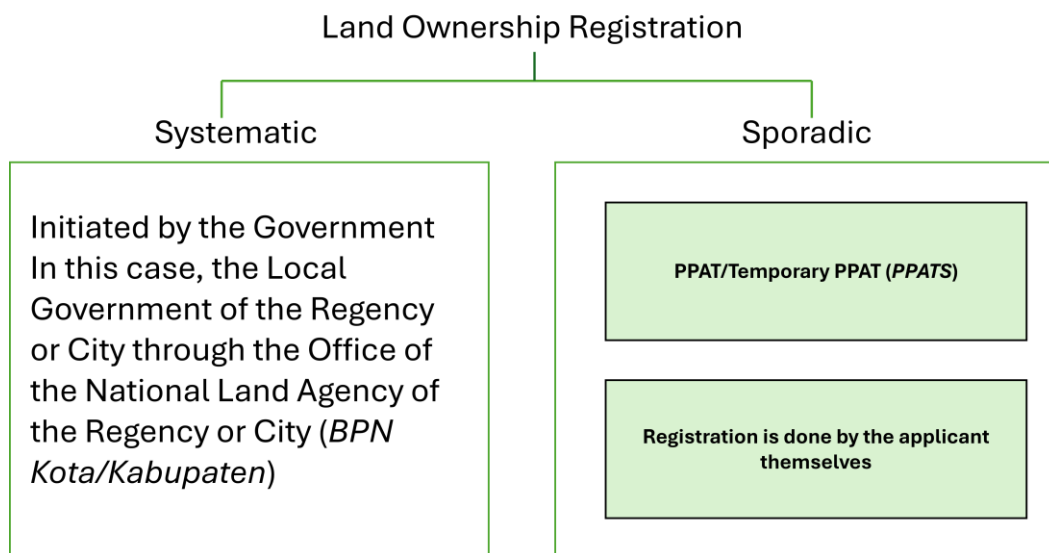 Land Ownership Registration
Systematic
Sporadic
Initiated by the Government
In this case, the Local
Government of the Regency
or City through the Office of
the National Land Agency of
the Regency or City (BPN
Kota/Kabupaten)
PPAT/Temporary PPAT (PPATS)
Registration is done by the applicant
themselves